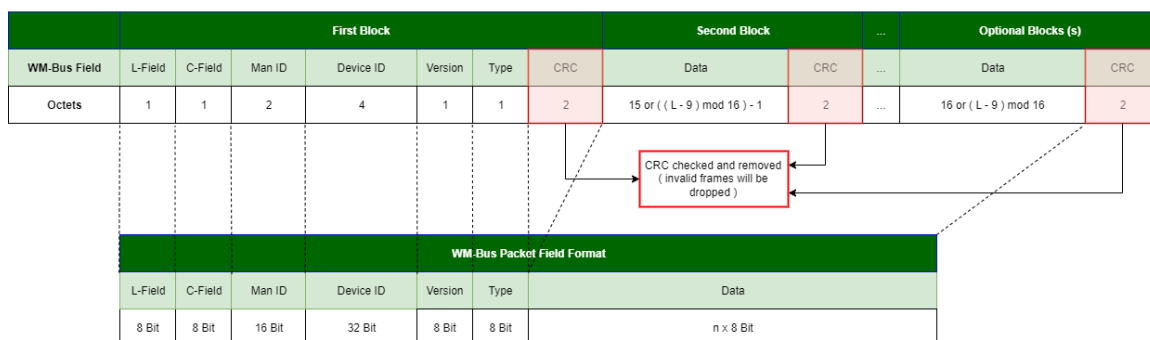 First Block Second Block ... Optional Blocks (s)
WM-Bus Field L-Field C-Field Man ID Device ID Version Type CRC Data CRC ... Data CRC
Octets 1 1 2 4 1 1 2 15 or ( ( L - 9 ) mod 16 ) - 1 2 ... 16 or ( L - 9 ) mod 16 2
CRC checked and removed
( invalid frames will be
dropped )
WM-Bus Packet Field Format
L-Field C-Field Man ID Device ID Version Type Data
8 Bit 8 Bit 16 Bit 32 Bit 8 Bit 8 Bit n x 8 Bit